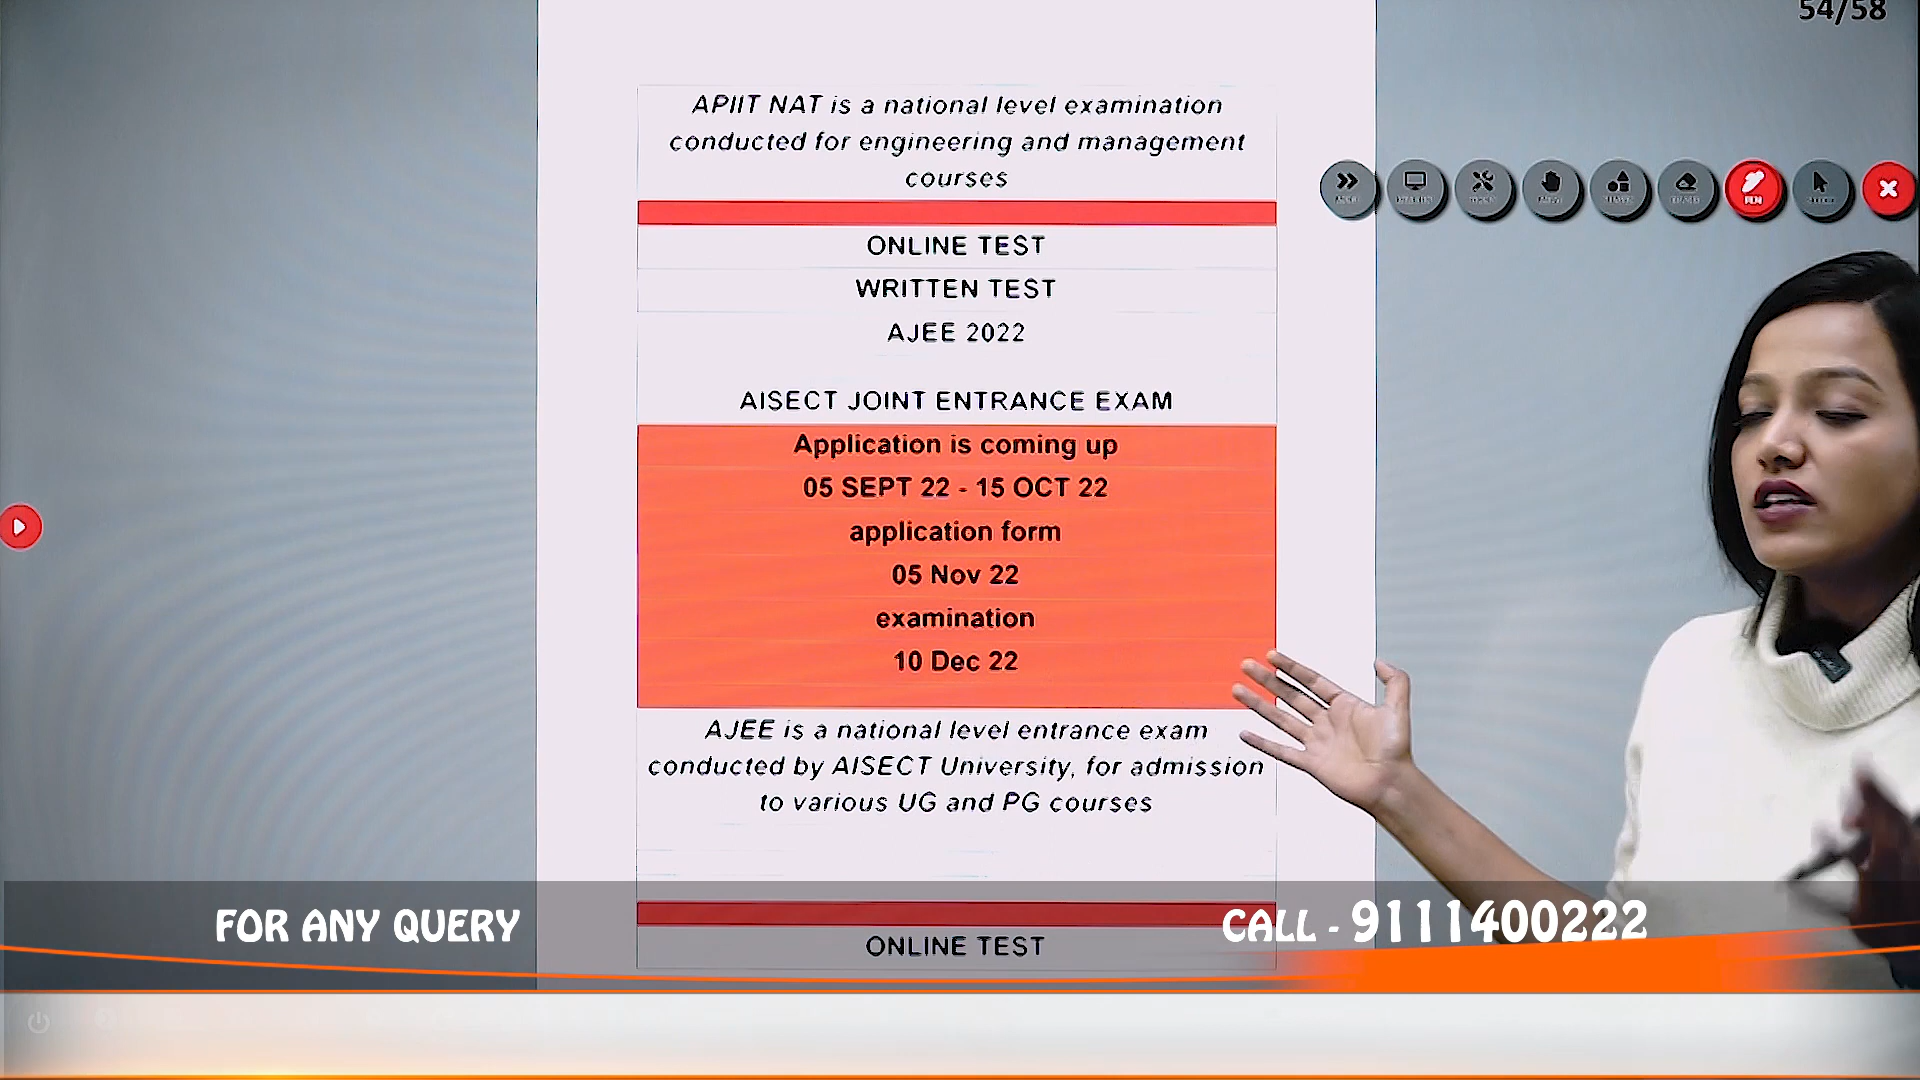 54/58
APIIT NAT is a national level examination
conducted for engineering and management
courses
ONLINE TEST
WRITTEN TEST
AJEE 2022
AISECT JOINT ENTRANCE EXAM
Application is coming up
05 SEPT 22 - 15 OCT 22
application form
05 Nov 22
examination
10 Dec 22
AJEE is a national level entrance exam
conducted by AISECT University, for admission
to various UG and PG courses
FOR ANY QUERY
CALL - 9111400222
ONLINE TEST